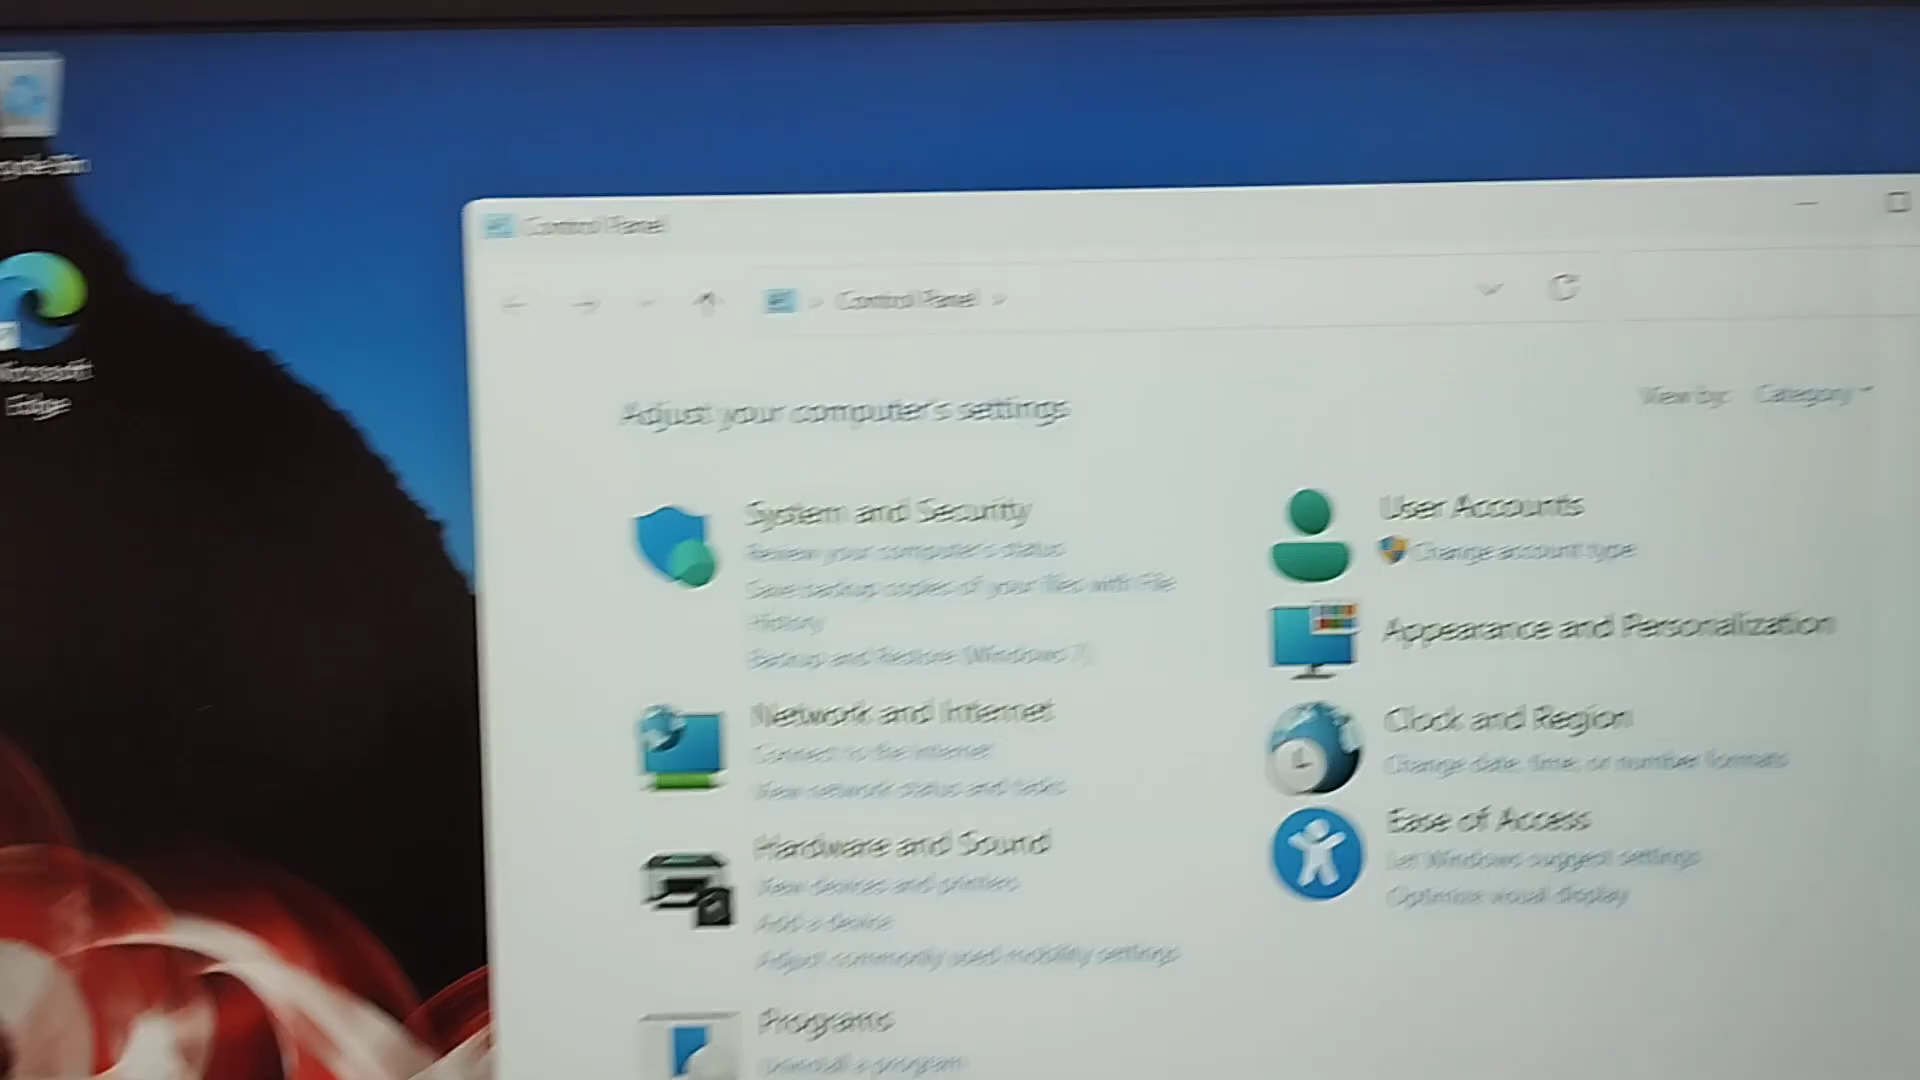 Control Panel
Control Panel
Adjust your computer's settings
View by: Category
System and Security
Review your computer's status
Save backup copies of your files with File
History
Backup and Restore (Windows 7)
Network and Internet
Connect to the Internet
View network status and tasks
Hardware and Sound
View devices and printers
Add a device
Adjust commonly used mobility settings
Programs
Uninstall a program
User Accounts
Change account type
Appearance and Personalization
Clock and Region
Change date, time, or number formats
Ease of Access
Let Windows suggest settings
Optimize visual display
Microsoft
Edge